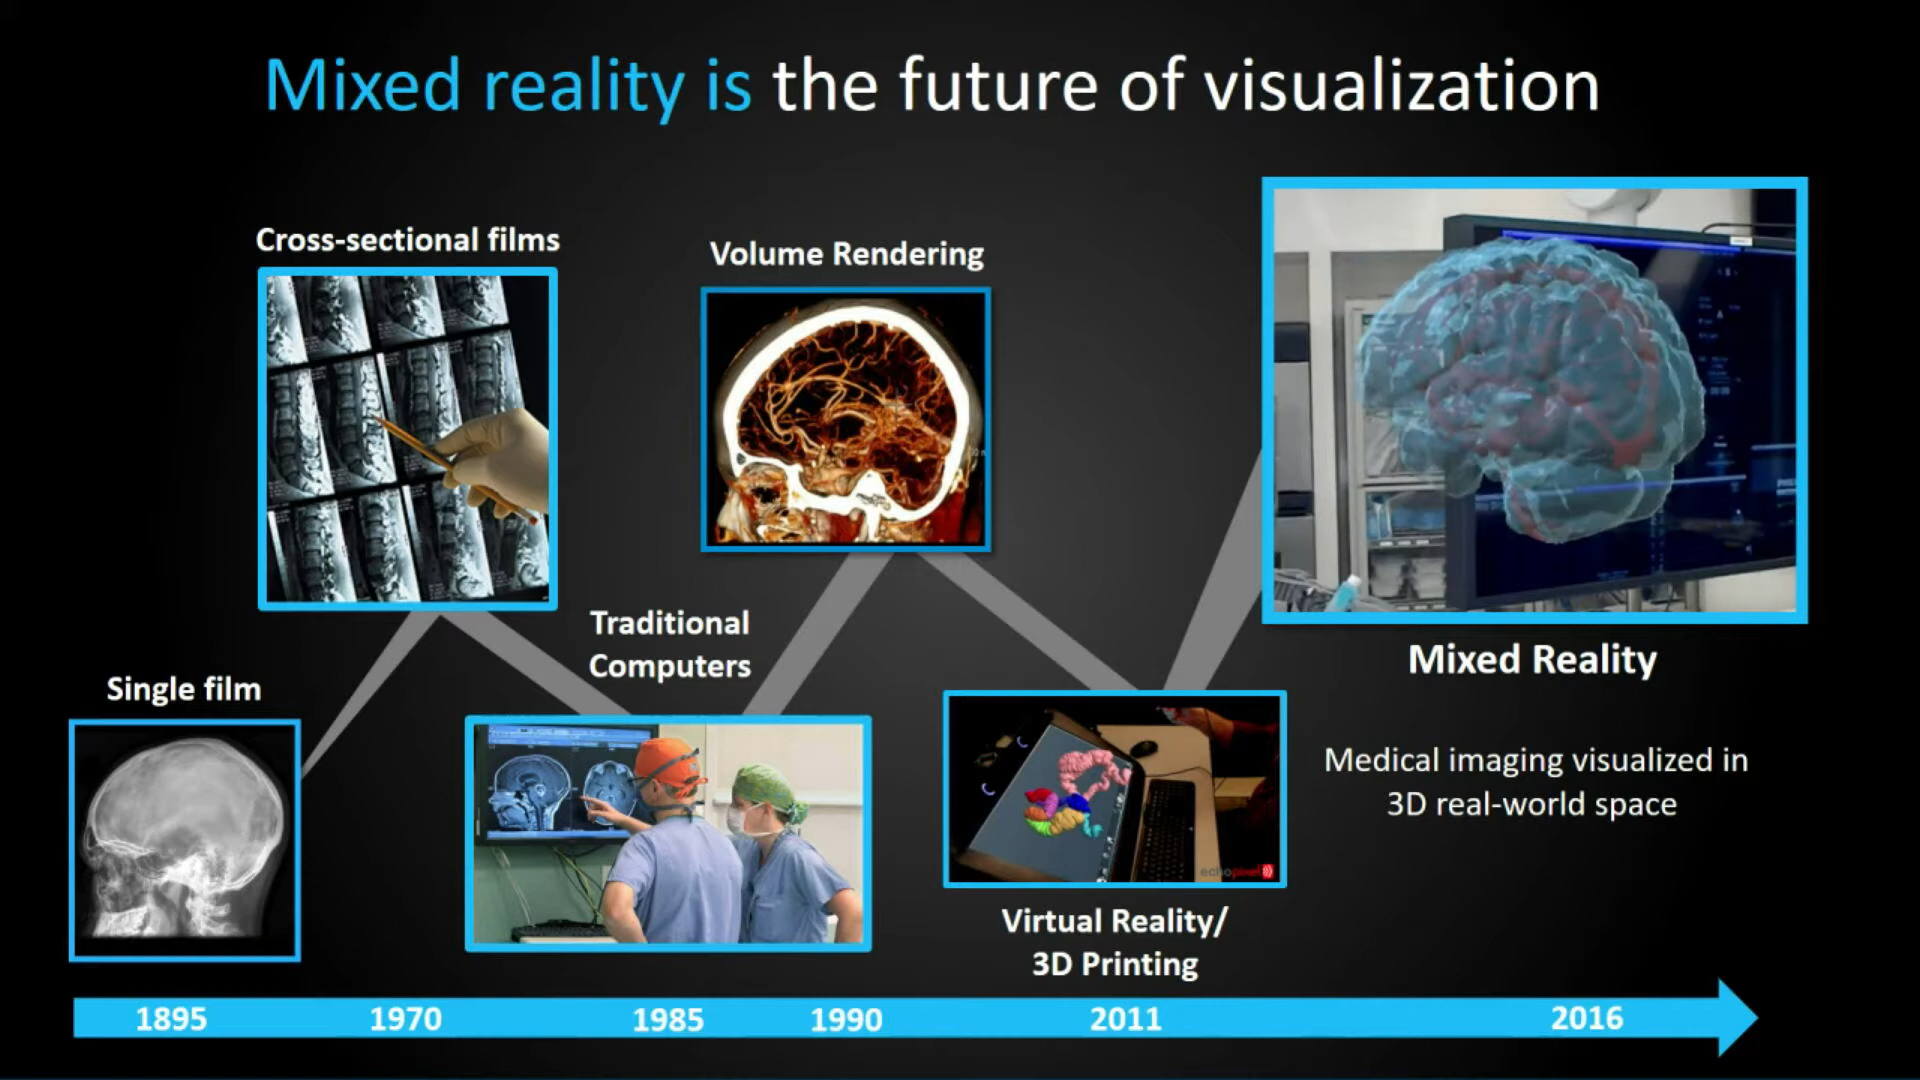 Mixed reality is the future of visualization
Cross-sectional films
Volume Rendering
Traditional
Computers
Single film
Mixed Reality
Medical imaging visualized in
3D real-world space
echopixel
Virtual Reality/
3D Printing
1895 1970 1985 1990 2011 2016